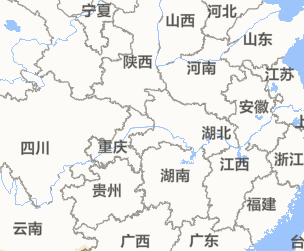 宁夏
山西
河北
山东
陕西
河南
江苏
安徽
四川
重庆
湖北
浙江
贵州
湖南
江西
福建
云南
广西
广东
台